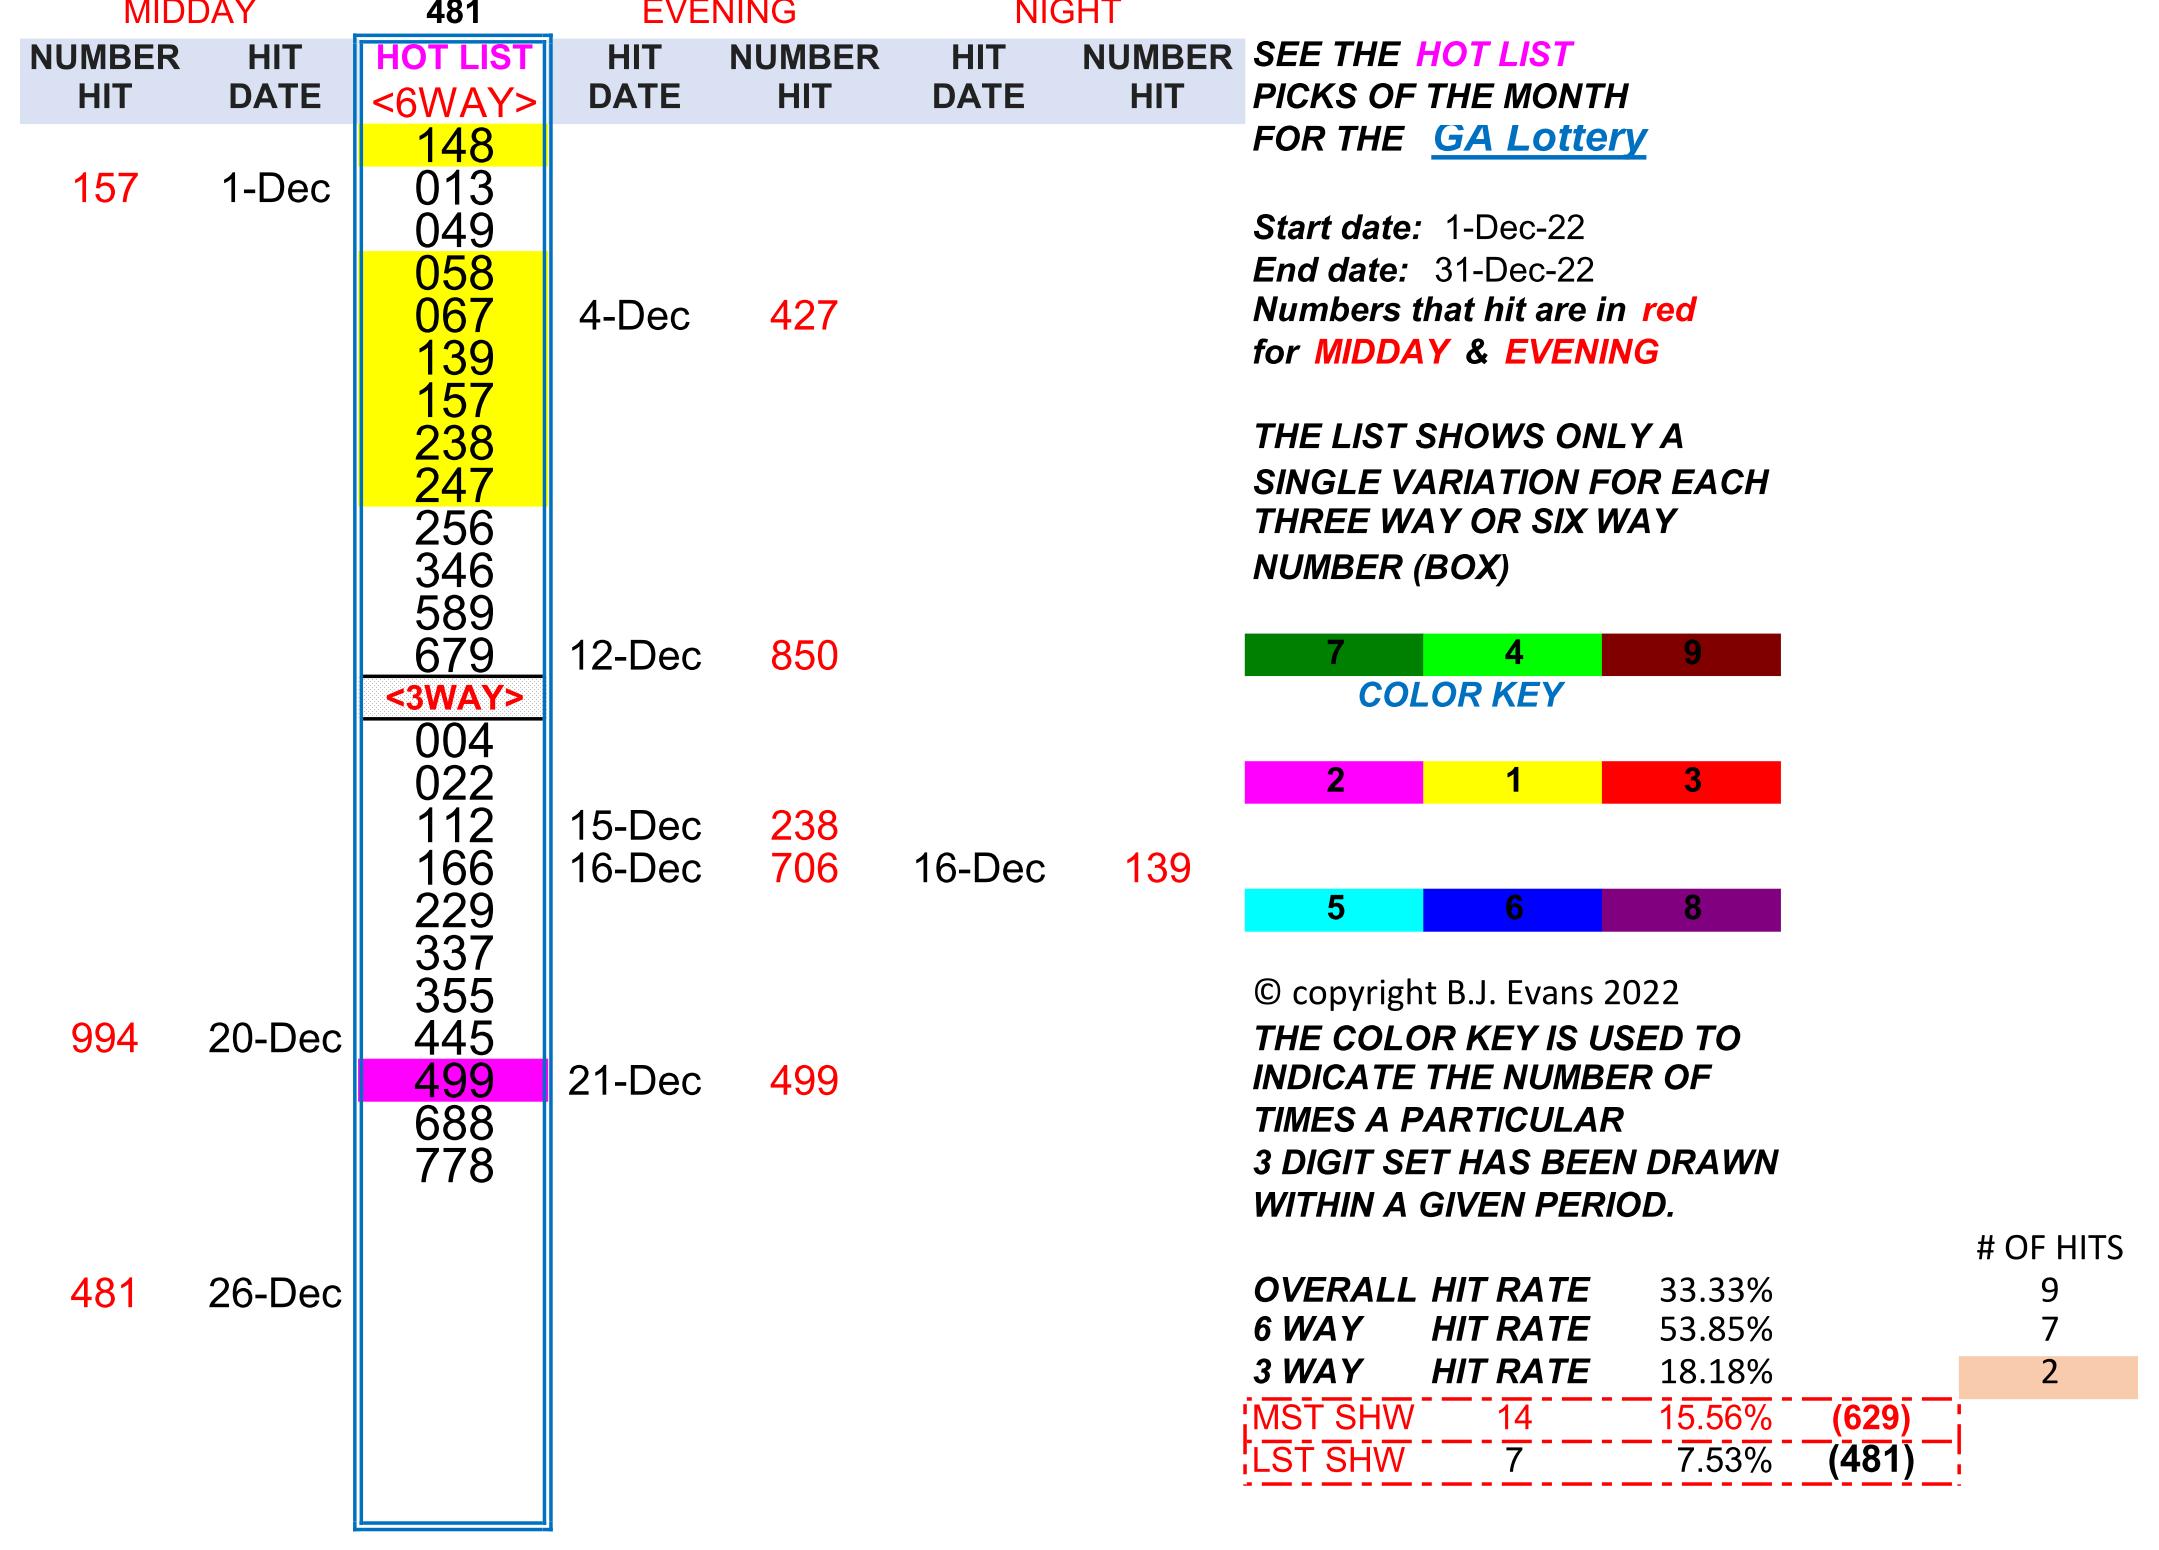 MIDDAY 481 EVENING NIGHT
NUMBER HIT HOT LIST HIT NUMBER HIT NUMBER SEE THE HOT LIST
HIT DATE <6WAY> DATE HIT DATE HIT PICKS OF THE MONTH
148 FOR THE GA Lottery
157 1-Dec 013
049 Start date: 1-Dec-22
058 End date: 31-Dec-22
067 4-Dec 427 Numbers that hit are in red
139 for MIDDAY & EVENING
157
238 THE LIST SHOWS ONLY A
247 SINGLE VARIATION FOR EACH
256 THREE WAY OR SIX WAY
346 NUMBER (BOX)
589
679 12-Dec 850 7 4 9
<3WAY> COLOR KEY
004
022 2 1 3
112 15-Dec 238
166 16-Dec 706 16-Dec 139
229 5 6 8
337
355 © copyright B.J. Evans 2022
994 20-Dec 445 THE COLOR KEY IS USED TO
499 21-Dec 499 INDICATE THE NUMBER OF
688 TIMES A PARTICULAR
778 3 DIGIT SET HAS BEEN DRAWN
WITHIN A GIVEN PERIOD.
# OF HITS
481 26-Dec OVERALL HIT RATE 33.33% 9
6 WAY HIT RATE 53.85% 7
3 WAY HIT RATE 18.18% 2
MST SHW 14 15.56% (629)
LST SHW 7 7.53% (481)